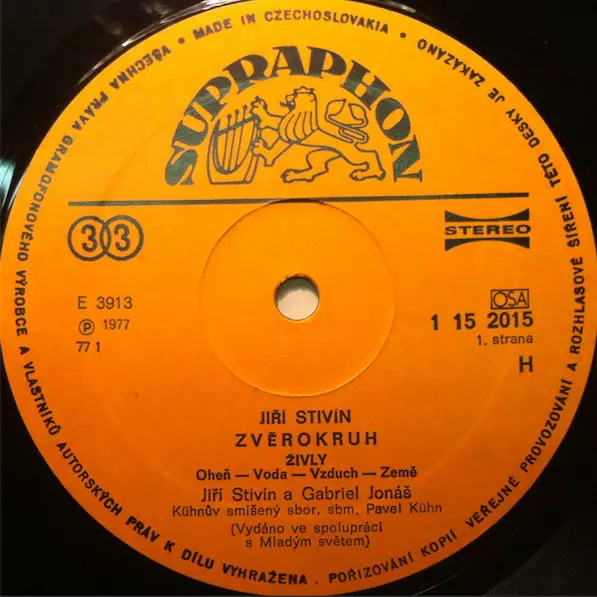 VŠECHNA PRÁVA GRAMOFONOVÉHO VÝROBCE A VLASTNÍKŮ AUTORSKÝCH PRÁV K DÍLU VYHRAŽENA . POŘIZOVÁNÍ KOPIÍ . VEŘEJNÉ PROVOZOVÁNÍ A ROZHLASOVÉ ŠÍŘENÍ TÉTO DESKY JE ZAKÁZÁNO • MADE IN CZECHOSLOVAKIA •
SUPRAPHON
33
STEREO
E 3913
℗ 1977
77 1
OSA
1 15 2015
1. strana
H
JIŘÍ STIVÍN
ZVĚROKRUH
ŽIVLY
Oheň — Voda — Vzduch — Země
Jiří Stivín a Gabriel Jonáš
Kühnův smíšený sbor, sbm. Pavel Kühn
(Vydáno ve spolupráci
s Mladým světem)